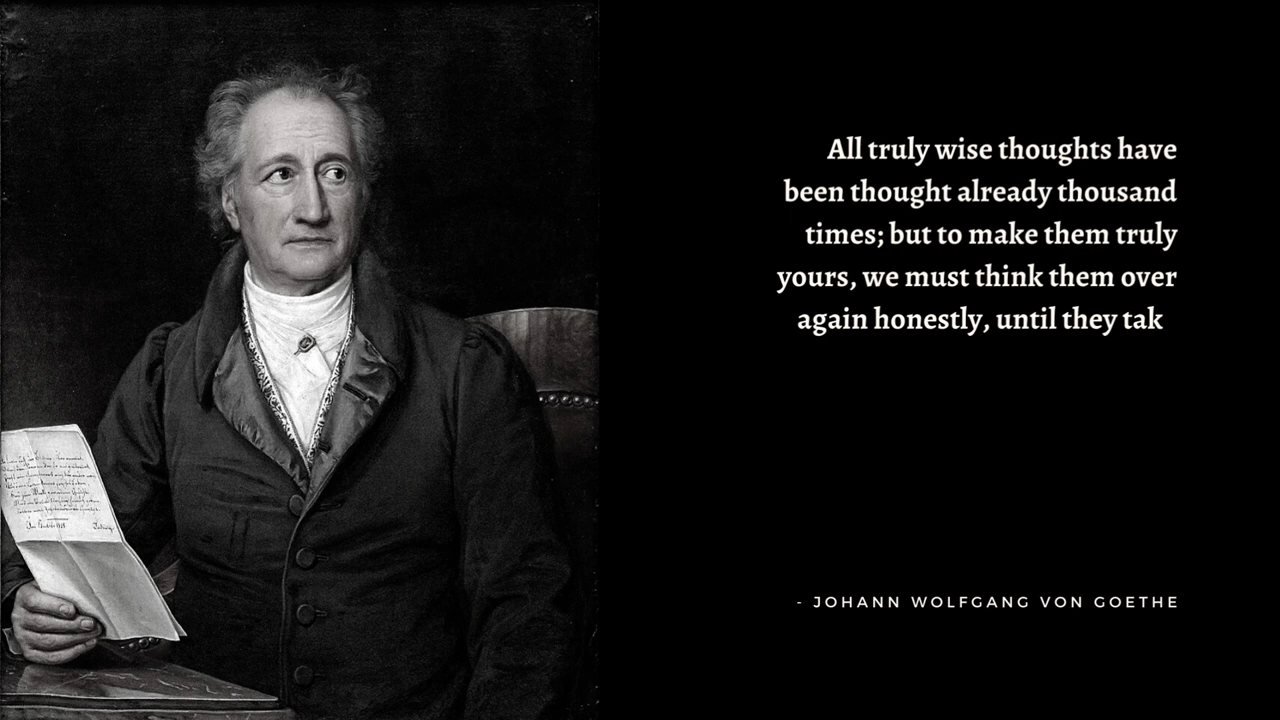 All truly wise thoughts have
been thought already thousand
times; but to make them truly
yours, we must think them over
again honestly, until they tak
- JOHANN WOLFGANG VON GOETHE